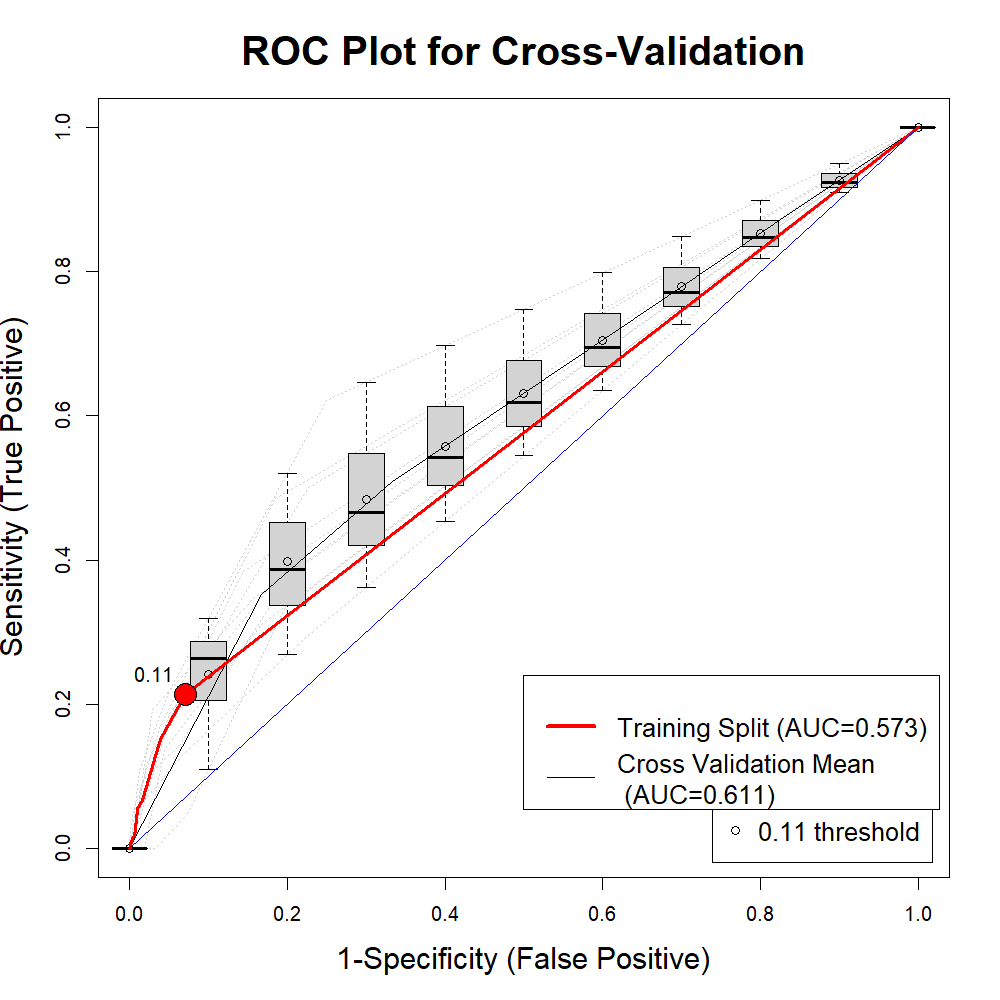 ROC Plot for Cross-Validation
Sensitivity (True Positive)
1.0
0.8
0.6
0.4
0.2
0.0
0.11
Training Split (AUC=0.573)
Cross Validation Mean
(AUC=0.611)
0.11 threshold
0.0 0.2 0.4 0.6 0.8 1.0
1-Specificity (False Positive)